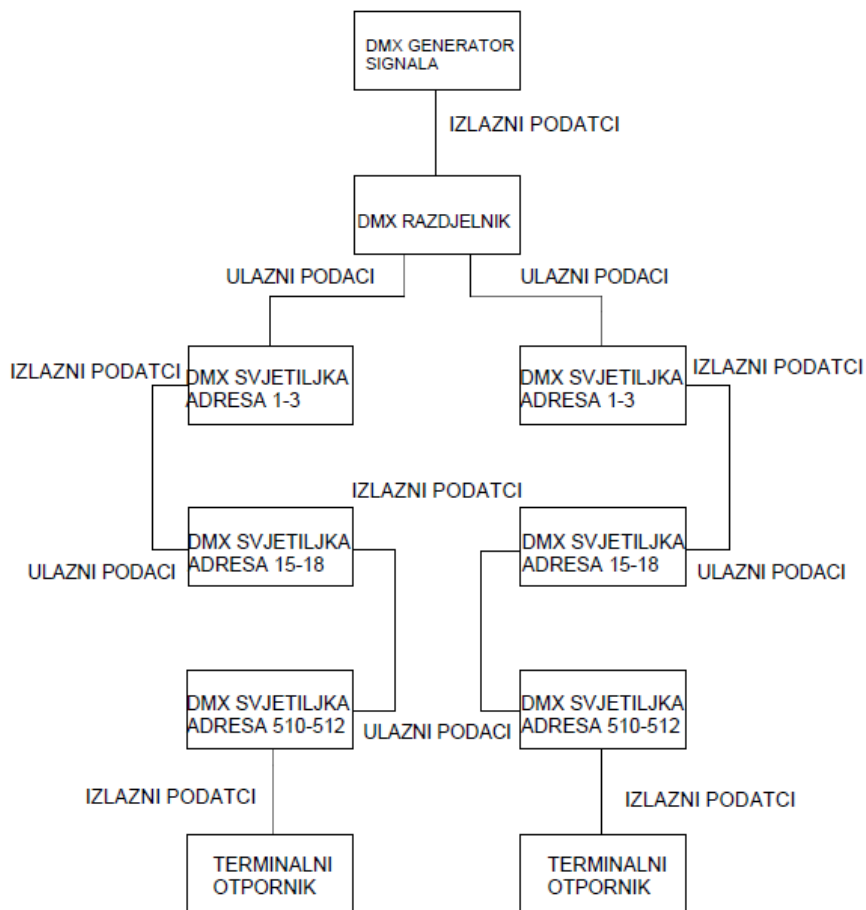 DMX GENERATOR
SIGNALA
IZLAZNI PODATCI
DMX RAZDJELNIK
ULAZNI PODACI
ULAZNI PODACI
IZLAZNI PODATCI
DMX SVJETILJKA
ADRESA 1-3
DMX SVJETILJKA
ADRESA 1-3
IZLAZNI PODATCI
IZLAZNI PODATCI
ULAZNI PODACI
DMX SVJETILJKA
ADRESA 15-18
DMX SVJETILJKA
ADRESA 15-18
ULAZNI PODACI
DMX SVJETILJKA
ADRESA 510-512
ULAZNI PODACI
DMX SVJETILJKA
ADRESA 510-512
IZLAZNI PODATCI
IZLAZNI PODATCI
TERMINALNI
OTPORNIK
TERMINALNI
OTPORNIK